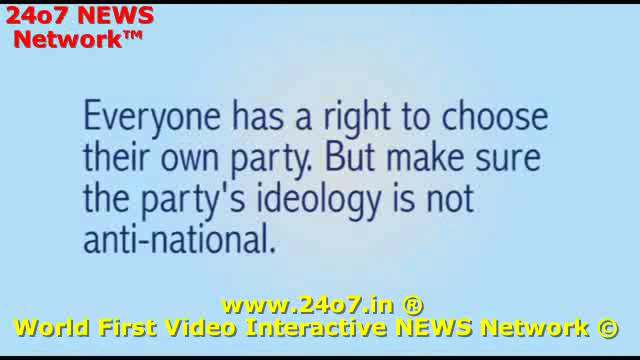 24o7 NEWS
Network™
Everyone has a right to choose
their own party. But make sure
the party's ideology is not
anti-national.
www.24o7.in ®
World First Video Interactive NEWS Network ©